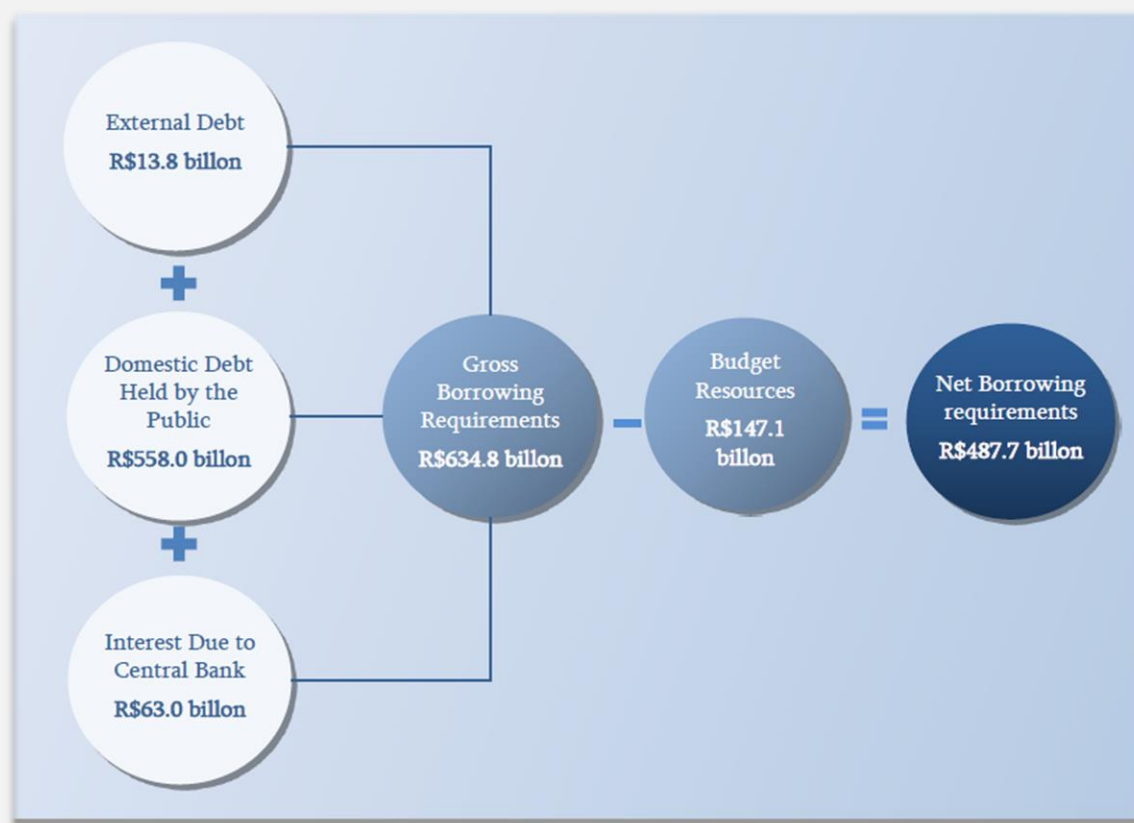 External Debt
R$13.8 billon
Domestic Debt
Held by the
Public
R$558.0 billon
Interest Due to
Central Bank
R$63.0 billon
Gross
Borrowing
Requirements
R$634.8 billon
Budget
Resources
R$147.1
billon
Net Borrowing
requirements
R$487.7 billon